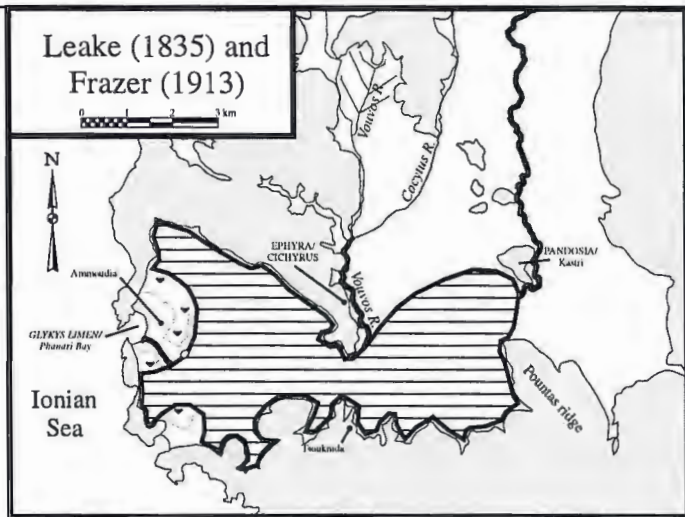 Leake (1835) and
Frazer (1913)
0 1 2 3 km
N
Vouvos R.
Cocytus R.
EPHYRA/
CICHYRUS
PANDOSIA/
Kastri
Ammoudia
Vouvos R.
GLYKYS LIMEN/
Phanari Bay
Ionian
Sea
Pountas ridge
Tsouknida